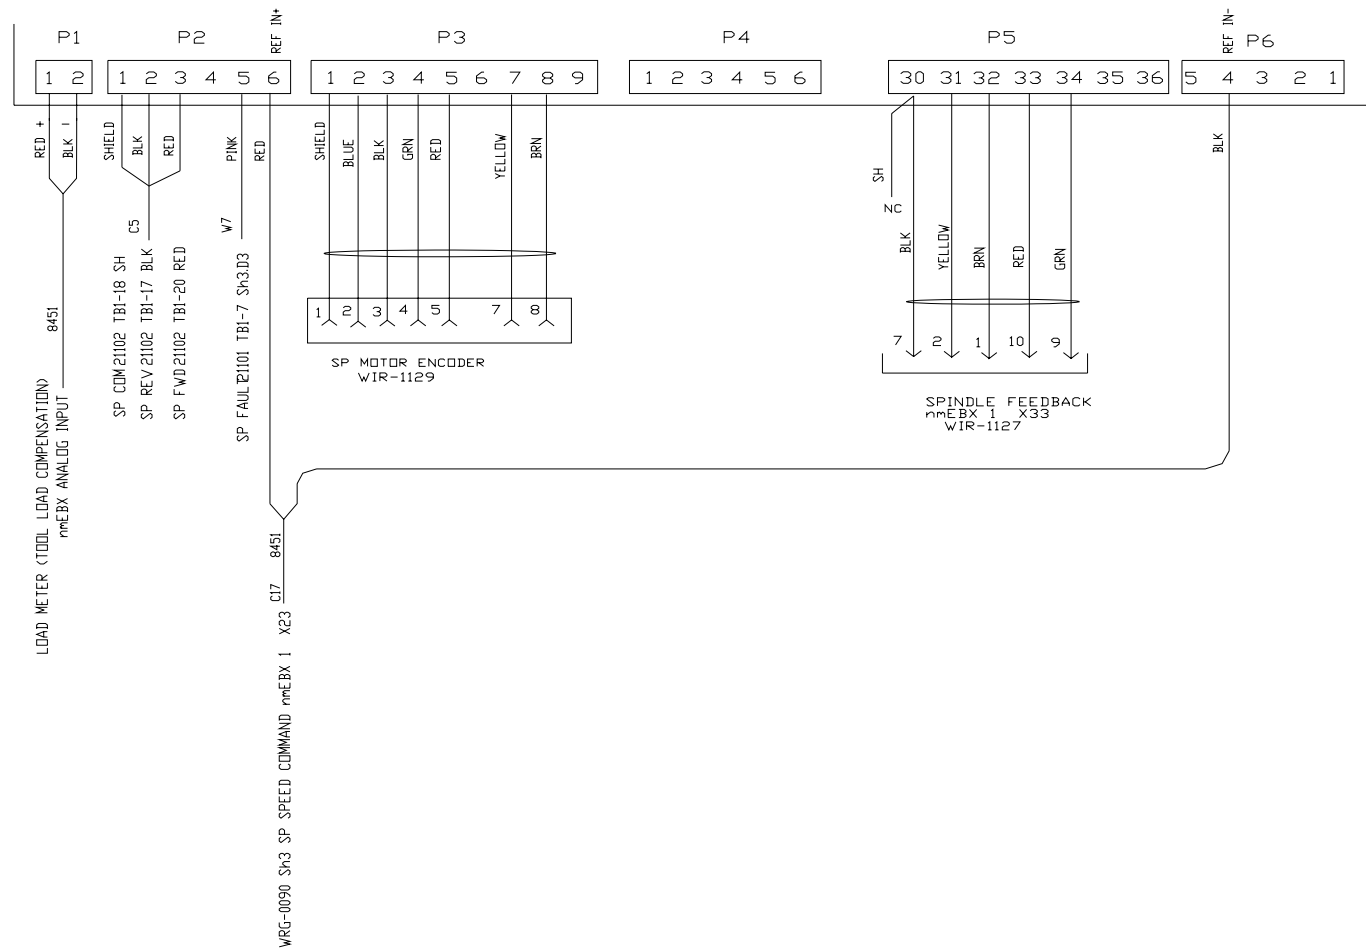 P1
P2
REF IN+
P3
P4
P5
REF IN-
P6
1 2
1 2 3 4 5 6
1 2 3 4 5 6 7 8 9
1 2 3 4 5 6
30 31 32 33 34 35 36
5 4 3 2 1
RED +
BLK -
SHIELD
BLK
RED
PINK
RED
SHIELD
BLUE
BLK
GRN
RED
YELLOW
BRN
SH
NC
BLK
YELLOW
BRN
RED
GRN
BLK
C5
W7
8451
SP COM 21102 TB1-18 SH
SP REV 21102 TB1-17 BLK
SP FWD 21102 TB1-20 RED
SP FAULT 21101 TB1-7 Sh3.D3
1 2 3 4 5 7 8
SP MOTOR ENCODER
WIR-1129
7 2 1 10 9
SPINDLE FEEDBACK
nmEBX 1 X33
WIR-1127
LOAD METER (TOOL LOAD COMPENSATION)
nmEBX ANALOG INPUT
8451
C17
WRG-0090 Sh3 SP SPEED COMMAND nmEBX 1 X23